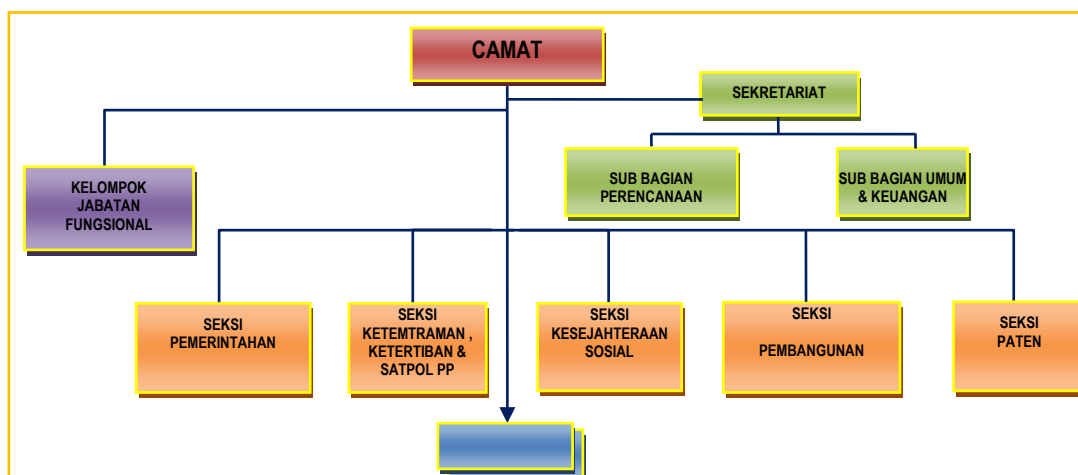 CAMAT
SEKRETARIAT
SUB BAGIAN
PERENCANAAN
SUB BAGIAN UMUM
& KEUANGAN
KELOMPOK
JABATAN
FUNGSIONAL
SEKSI
PEMERINTAHAN
SEKSI
KETEMTRAMAN ,
KETERTIBAN &
SATPOL PP
SEKSI
KESEJAHTERAAN
SOSIAL
SEKSI
PEMBANGUNAN
SEKSI
PATEN